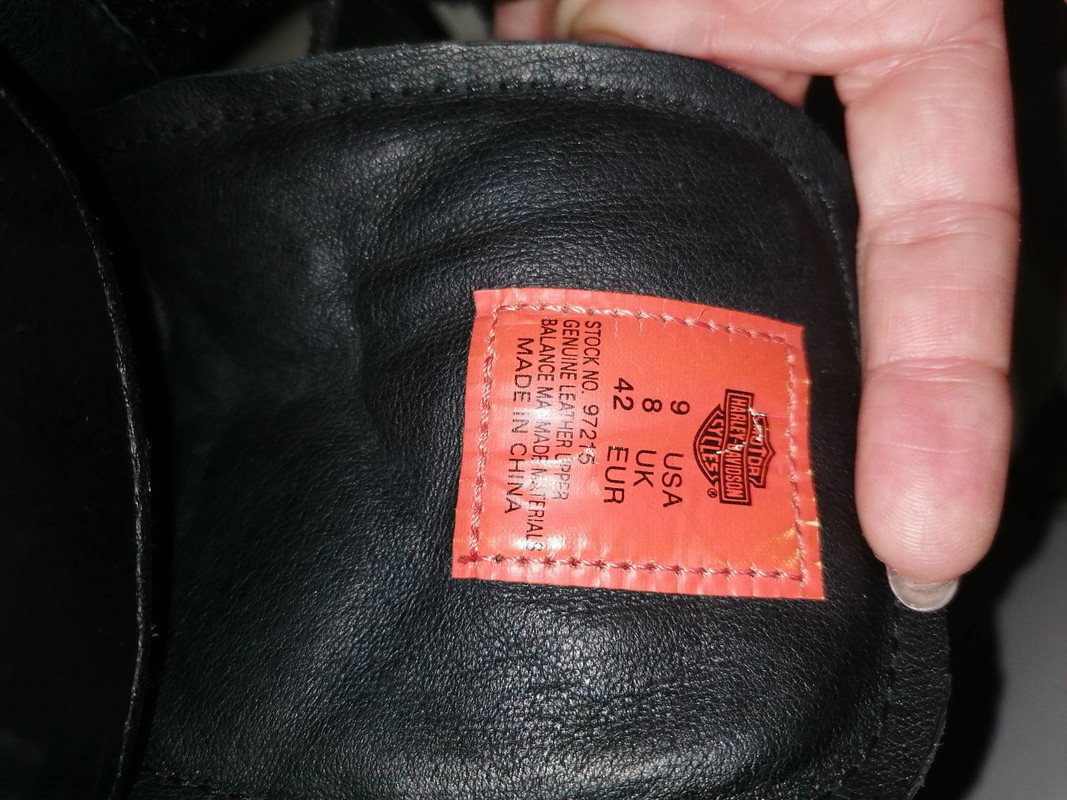 MOTOR
HARLEY-DAVIDSON
CYCLES®
9 USA
8 UK
42 EUR
STOCK NO. 97215
GENUINE LEATHER UPPER
BALANCE MAN MADE MATERIALS
MADE IN CHINA